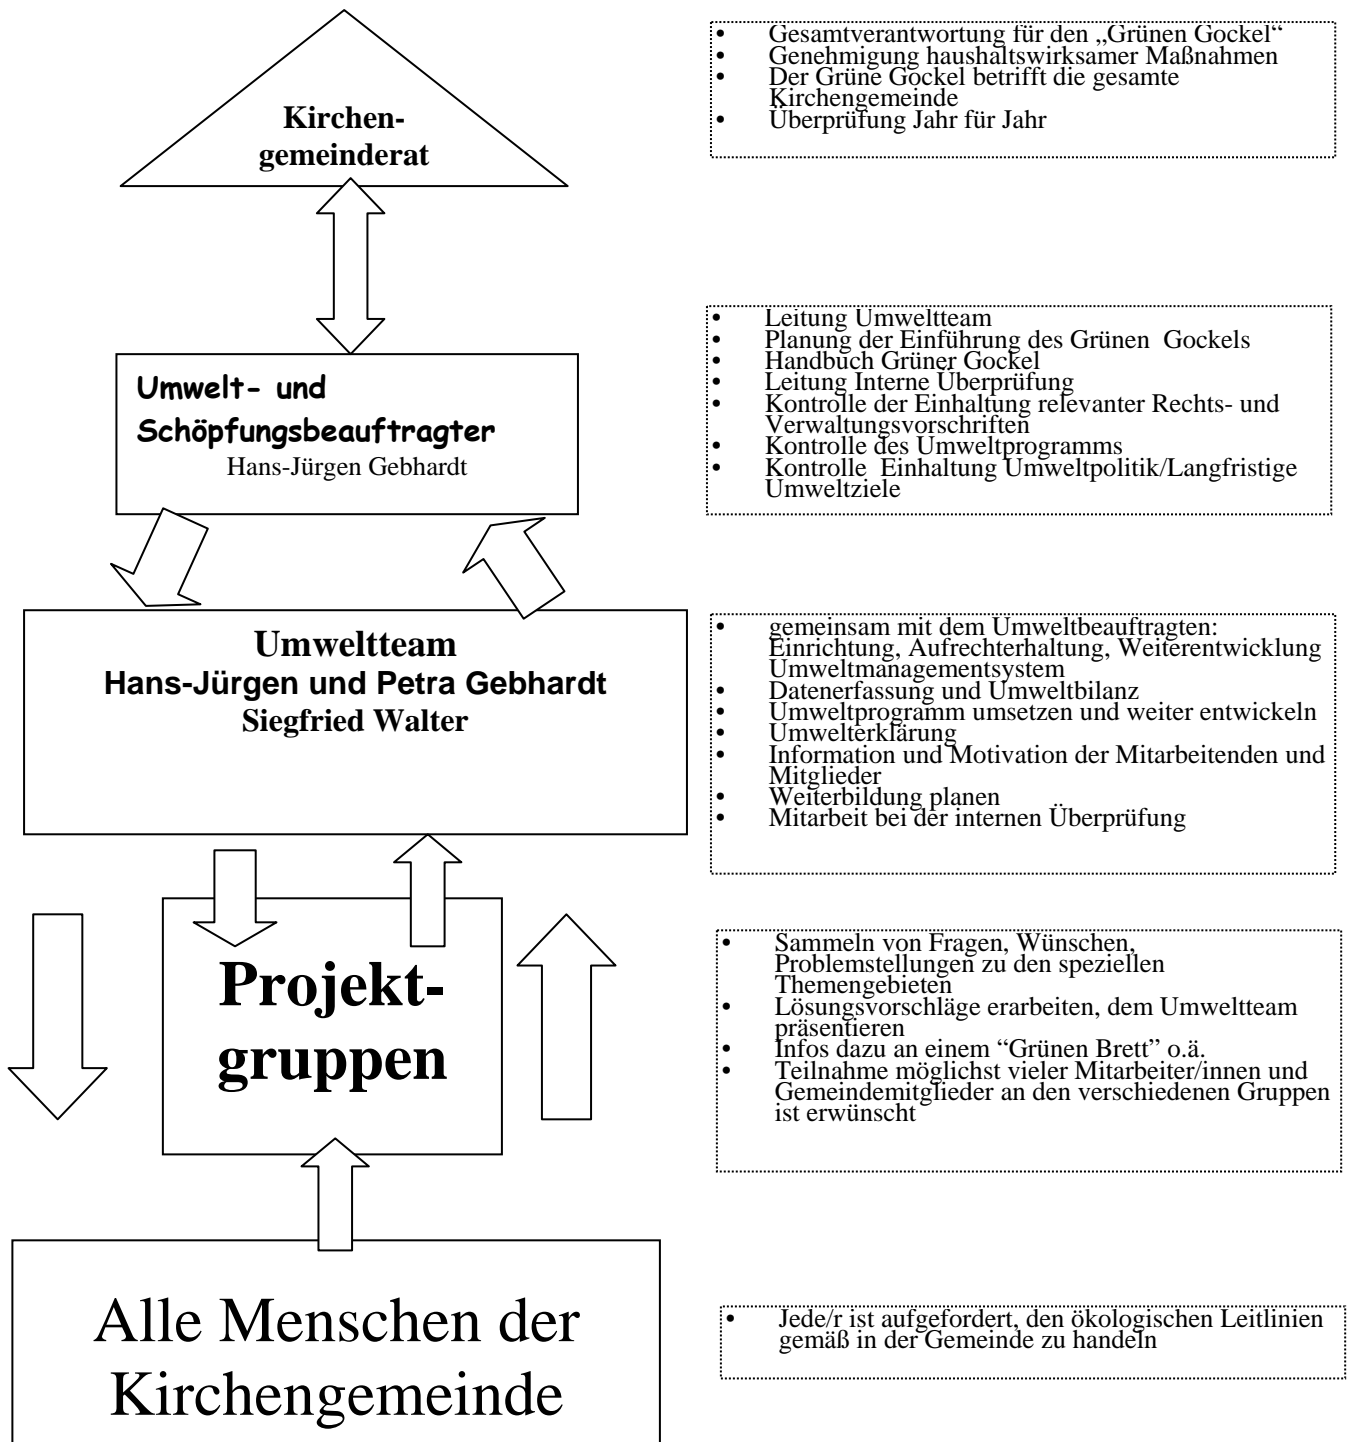 Kirchen-
gemeinderat
• Gesamtverantwortung für den „Grünen Gockel“
• Genehmigung haushaltswirksamer Maßnahmen
• Der Grüne Gockel betrifft die gesamte
Kirchengemeinde
• Überprüfung Jahr für Jahr
Umwelt- und
Schöpfungsbeauftragter
Hans-Jürgen Gebhardt
• Leitung Umweltteam
• Planung der Einführung des Grünen Gockels
• Handbuch Grüner Gockel
• Leitung Interne Überprüfung
• Kontrolle der Einhaltung relevanter Rechts- und
Verwaltungsvorschriften
• Kontrolle des Umweltprogramms
• Kontrolle Einhaltung Umweltpolitik/Langfristige
Umweltziele
Umweltteam
Hans-Jürgen und Petra Gebhardt
Siegfried Walter
• gemeinsam mit dem Umweltbeauftragten:
Einrichtung, Aufrechterhaltung, Weiterentwicklung
Umweltmanagementsystem
• Datenerfassung und Umweltbilanz
• Umweltprogramm umsetzen und weiter entwickeln
• Umwelterklärung
• Information und Motivation der Mitarbeitenden und
Mitglieder
• Weiterbildung planen
• Mitarbeit bei der internen Überprüfung
Projekt-
gruppen
• Sammeln von Fragen, Wünschen,
Problemstellungen zu den speziellen
Themengebieten
• Lösungsvorschläge erarbeiten, dem Umweltteam
präsentieren
• Infos dazu an einem “Grünen Brett” o.ä.
• Teilnahme möglichst vieler Mitarbeiter/innen und
Gemeindemitglieder an den verschiedenen Gruppen
ist erwünscht
Alle Menschen der
Kirchengemeinde
• Jede/r ist aufgefordert, den ökologischen Leitlinien
gemäß in der Gemeinde zu handeln